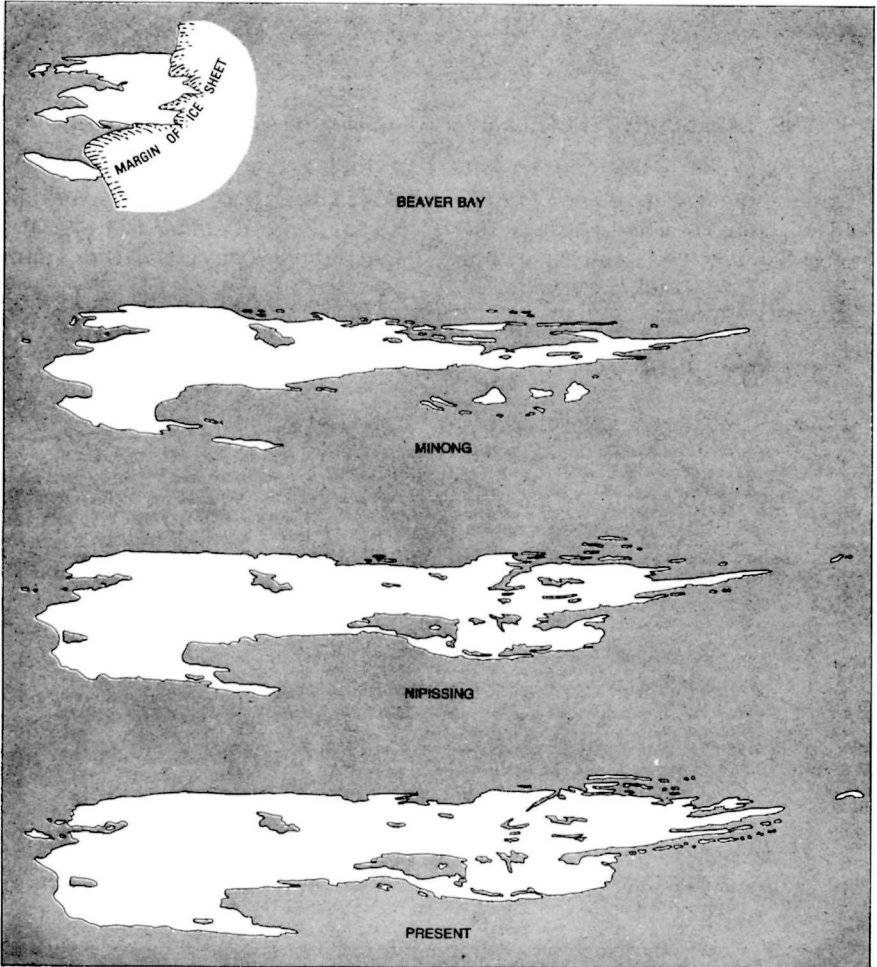 MARGIN OF ICE SHEET
BEAVER BAY
MINONG
NIPISSING
PRESENT